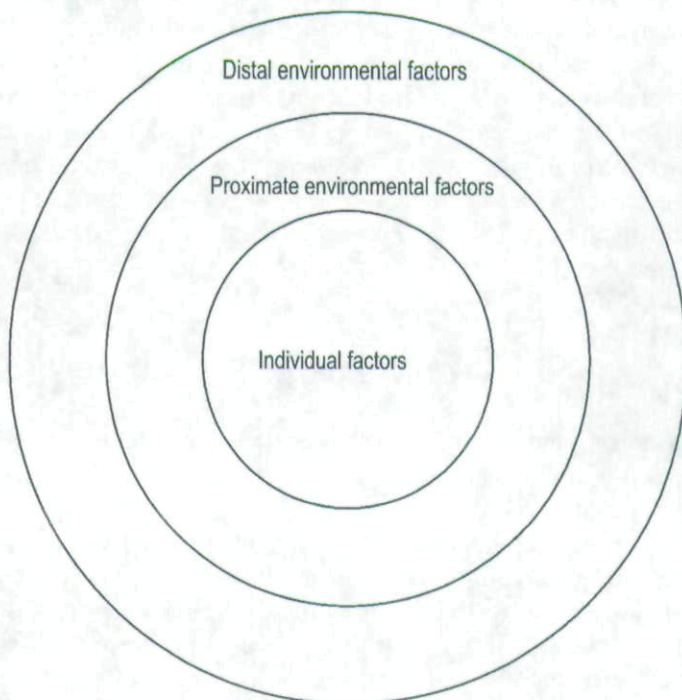 Distal environmental factors
Proximate environmental factors
Individual factors